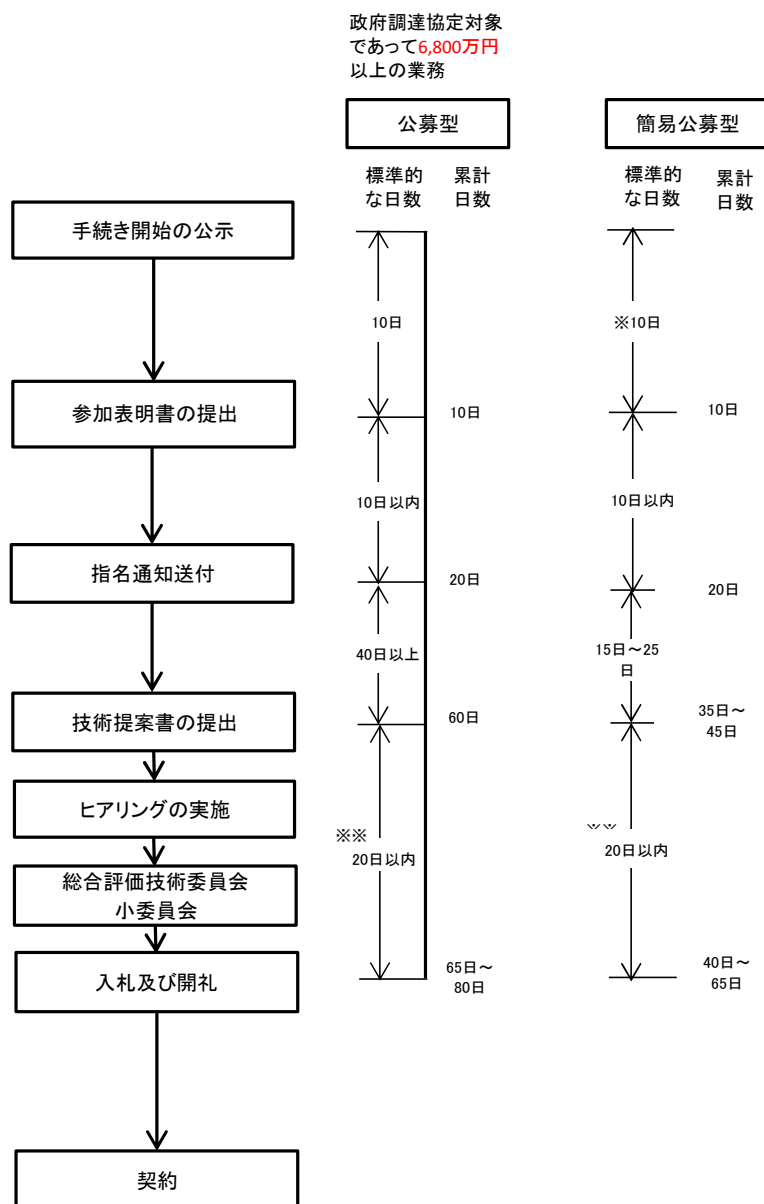 政府調達協定対象
であって6,800万円
以上の業務
公募型
簡易公募型
標準的
な日数
累計
日数
標準的
な日数
累計
日数
手続き開始の公示
10日
※10日
参加表明書の提出
10日
10日
10日以内
10日以内
指名通知送付
20日
20日
40日以上
15日～25
日
技術提案書の提出
60日
35日～
45日
ヒアリングの実施
※※
20日以内
※※
20日以内
総合評価技術委員会
小委員会
入札及び開札
65日～
80日
40日～
65日
契約